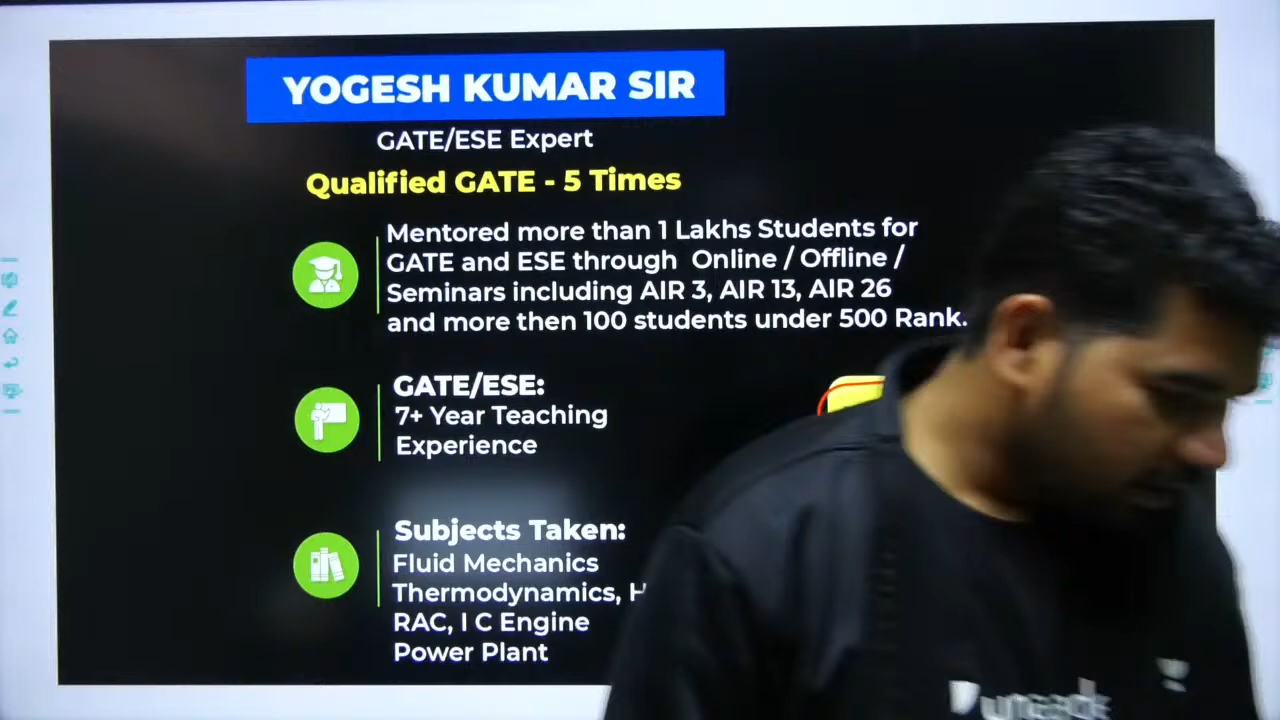 YOGESH KUMAR SIR
GATE/ESE Expert
Qualified GATE - 5 Times
Mentored more than 1 Lakhs Students for
GATE and ESE through Online / Offline /
Seminars including AIR 3, AIR 13, AIR 26
and more then 100 students under 500 Rank.
GATE/ESE:
7+ Year Teaching
Experience
Subjects Taken:
Fluid Mechanics
Thermodynamics, H
RAC, I C Engine
Power Plant